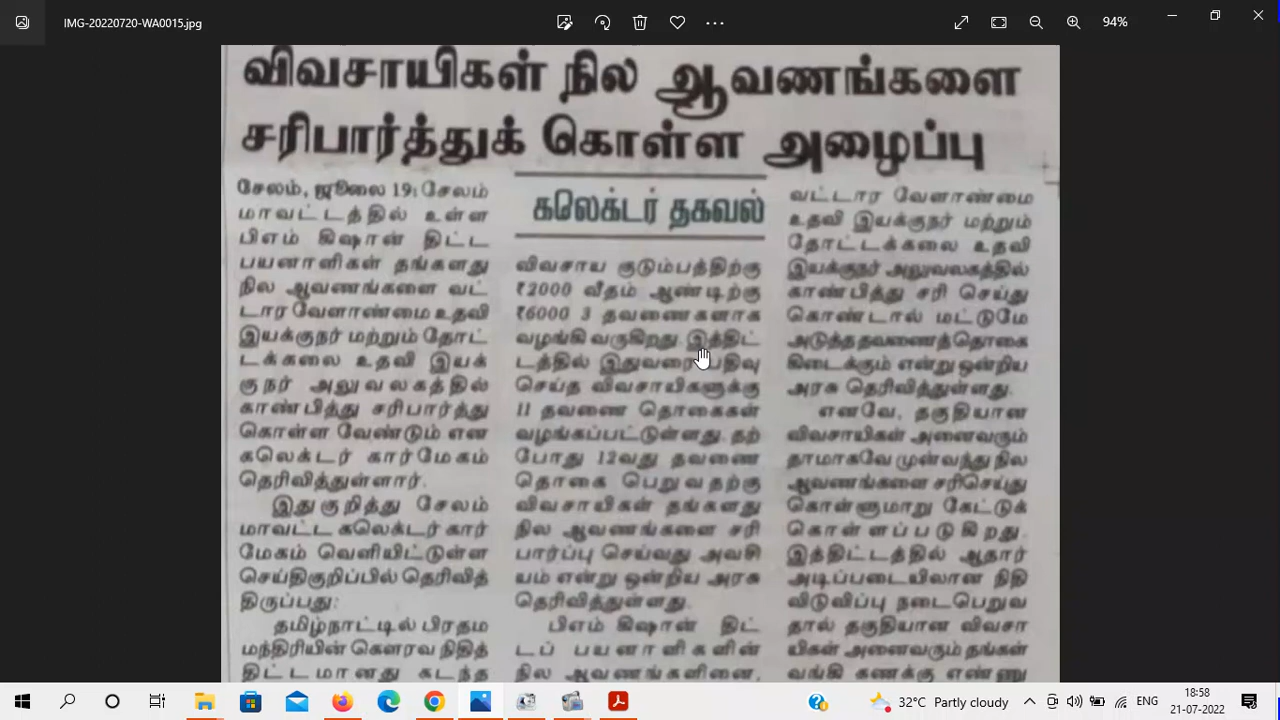 IMG-20220720-WA0015.jpg
94%
விவசாயிகள் நில ஆவணங்களை
சரிபார்த்துக் கொள்ள அழைப்பு
சேலம், ஜூலை 19: சேலம்
மாவட்டத்தில் உள்ள
பிஎம் கிஷான் திட்ட
பயனாளிகள் தங்களது
நில ஆவணங்களை வட்
டார வேளாண்மை உதவி
இயக்குநர் மற்றும் தோட்
டக்கலை உதவி இயக்
குநர் அலுவலகத்தில்
காண்பித்து சரிபார்த்து
கொள்ள வேண்டும் என
கலெக்டர் கார்மேகம்
தெரிவித்துள்ளார்.
இதுகுறித்து சேலம்
மாவட்ட கலெக்டர் கார்
மேகம் வெளியிட்டுள்ள
செய்திகுறிப்பில் தெரிவித்
திருப்பது:
தமிழ்நாட்டில் பிரதம
மந்திரியின் கௌரவ நிதித்
திட்டமானது கடந்த
கலெக்டர் தகவல்
விவசாய குடும்பத்திற்கு
₹2000 வீதம் ஆண்டிற்கு
₹6000 3 தவணைகளாக
வழங்கி வருகிறது. இத்திட்
டத்தில் இதுவரை பதிவு
செய்த விவசாயிகளுக்கு
11 தவணை தொகைகள்
வழங்கப்பட்டுள்ளது. தற்
போது 12வது தவணை
தொகை பெறுவதற்கு
விவசாயிகள் தங்களது
நில ஆவணங்களை சரி
பார்ப்பு செய்வது அவசி
யம் என்று ஒன்றிய அரசு
தெரிவித்துள்ளது.
பிஎம் கிஷான் திட்
டப் பயனாளிகளின்
நில ஆவணங்களினை,
வட்டார வேளாண்மை
உதவி இயக்குநர் மற்றும்
தோட்டக்கலை உதவி
இயக்குநர் அலுவலகத்தில்
காண்பித்து சரி செய்து
கொண்டால் மட்டுமே
அடுத்ததவணைத்தொகை
கிடைக்கும் என்று ஒன்றிய
அரசு தெரிவித்துள்ளது.
எனவே, தகுதியான
விவசாயிகள் அனைவரும்
தாமாகவே முன்வந்து நில
ஆவணங்களை சரிசெய்து
கொள்ளுமாறு கேட்டுக்
கொள்ளப்படுகிறது.
இத்திட்டத்தில் ஆதார்
அடிப்படையிலான நிதி
விடுவிப்பு நடைபெறுவ
தால் தகுதியான விவசா
யிகள் அனைவரும் தங்கள்
வங்கி கணக்கு எண்ணு
32°C Partly cloudy
ENG
18:58
21-07-2022